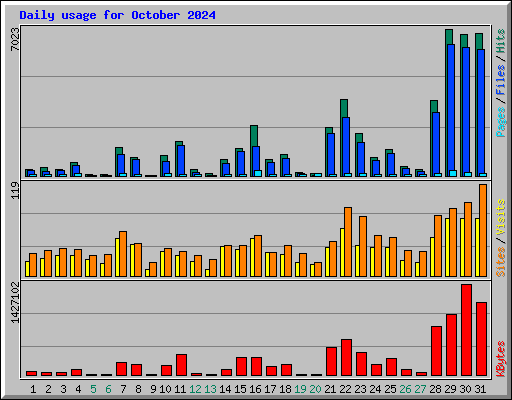 Daily usage for October 2024
7023
Pages / Files / Hits
119
Sites / Visits
1427102
KBytes
1 2 3 4 5 6 7 8 9 10 11 12 13 14 15 16 17 18 19 20 21 22 23 24 25 26 27 28 29 30 31